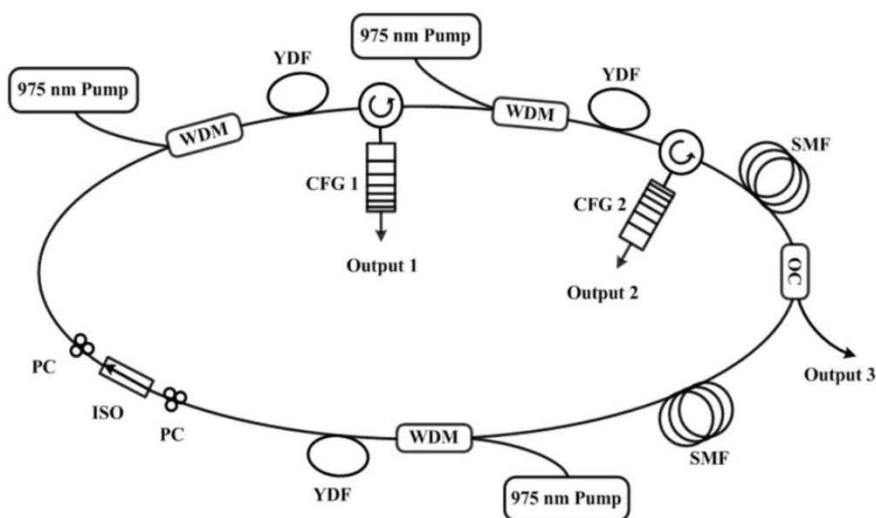 975 nm Pump
YDF
YDF
975 nm Pump
WDM
WDM
SMF
CFG 1
CFG 2
Output 1
Output 2
OC
Output 3
PC
ISO
PC
WDM
SMF
YDF
975 nm Pump